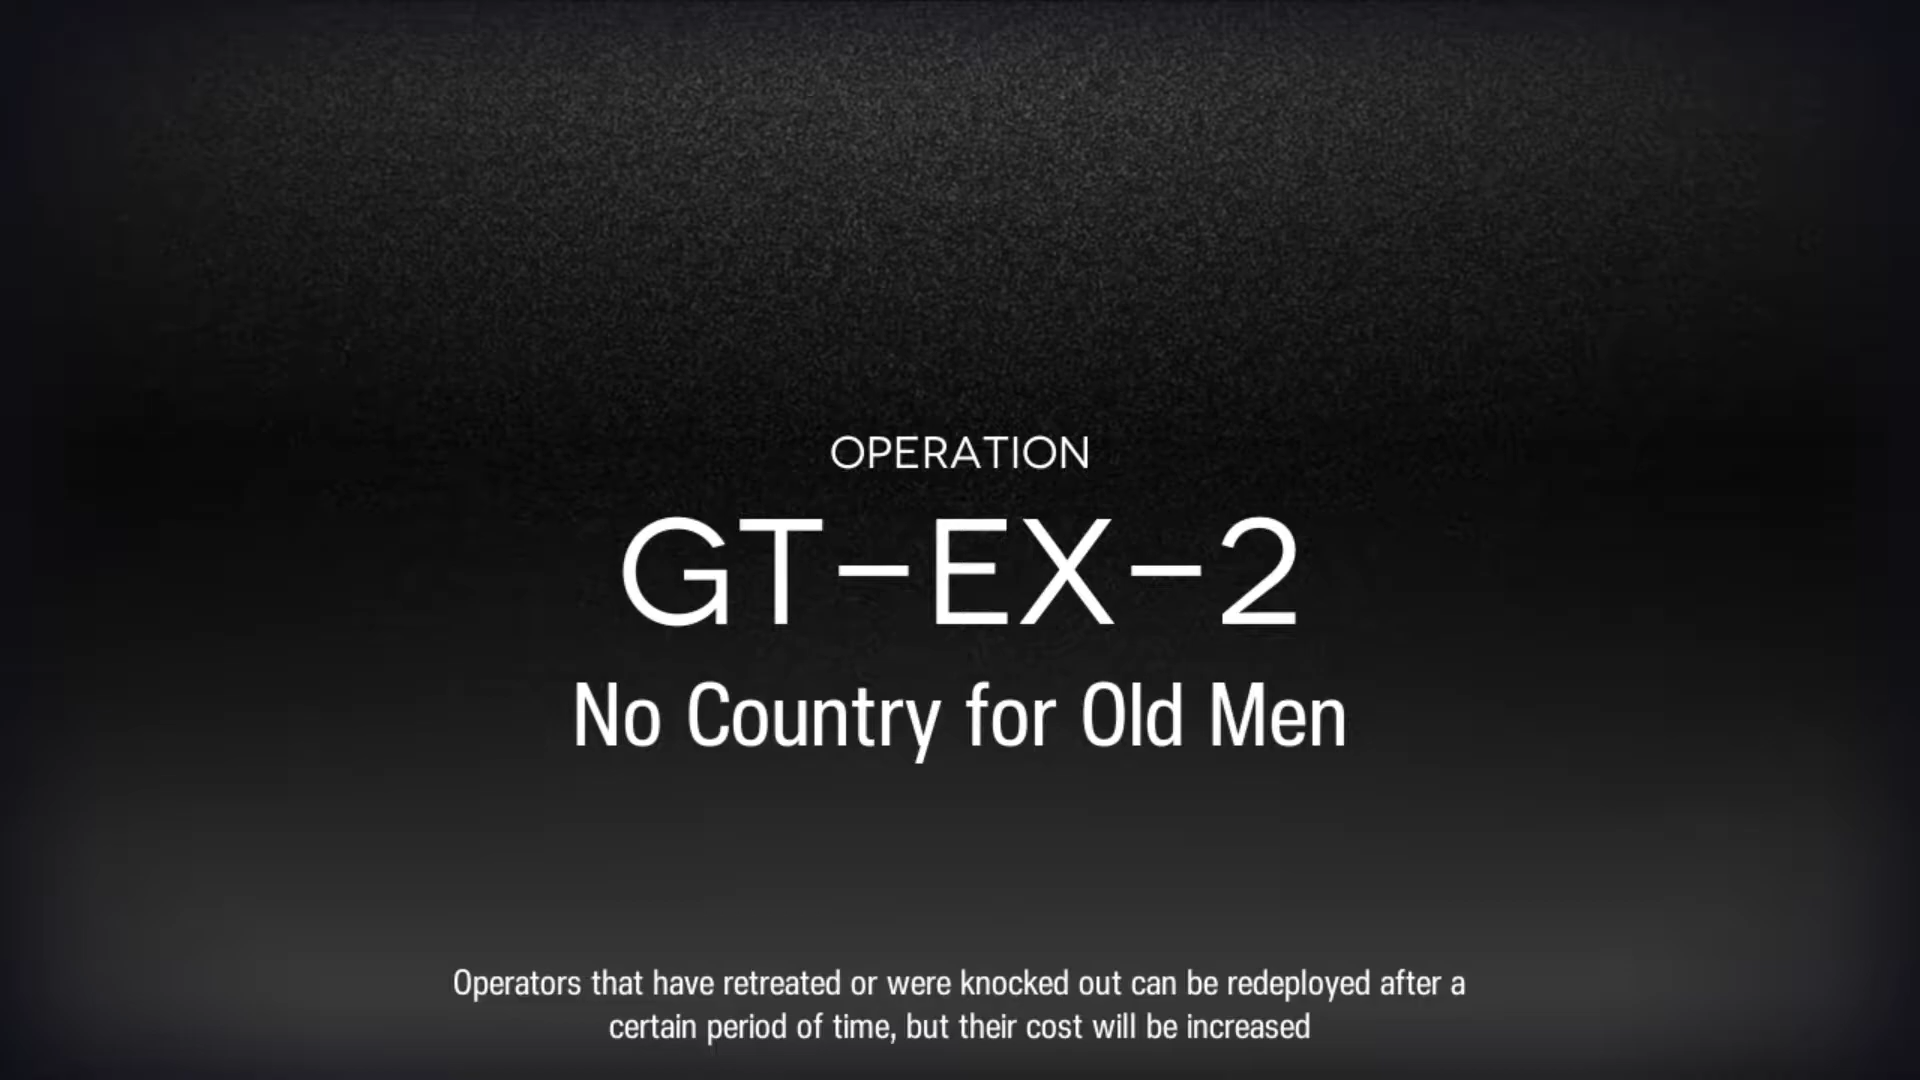 OPERATION
GT-EX-2
No Country for Old Men
Operators that have retreated or were knocked out can be redeployed after a
certain period of time, but their cost will be increased